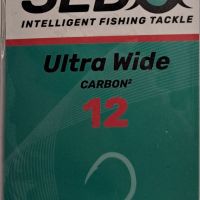 INTELLIGENT FISHING TACKLE
Ultra Wide
CARBON²
12